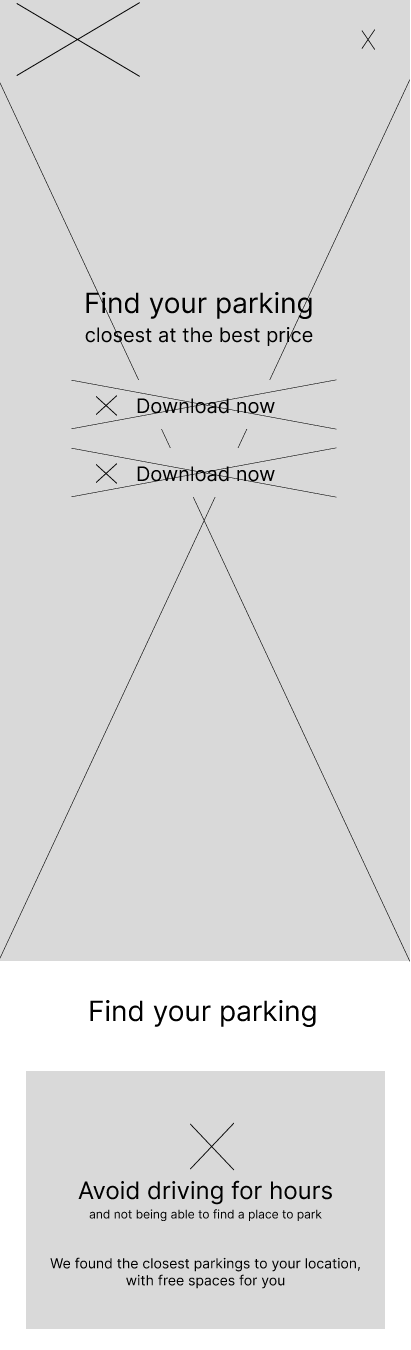 Find your parking
closest at the best price
Download now
Download now
Find your parking
Avoid driving for hours
and not being able to find a place to park
We found the closest parkings to your location,
with free spaces for you